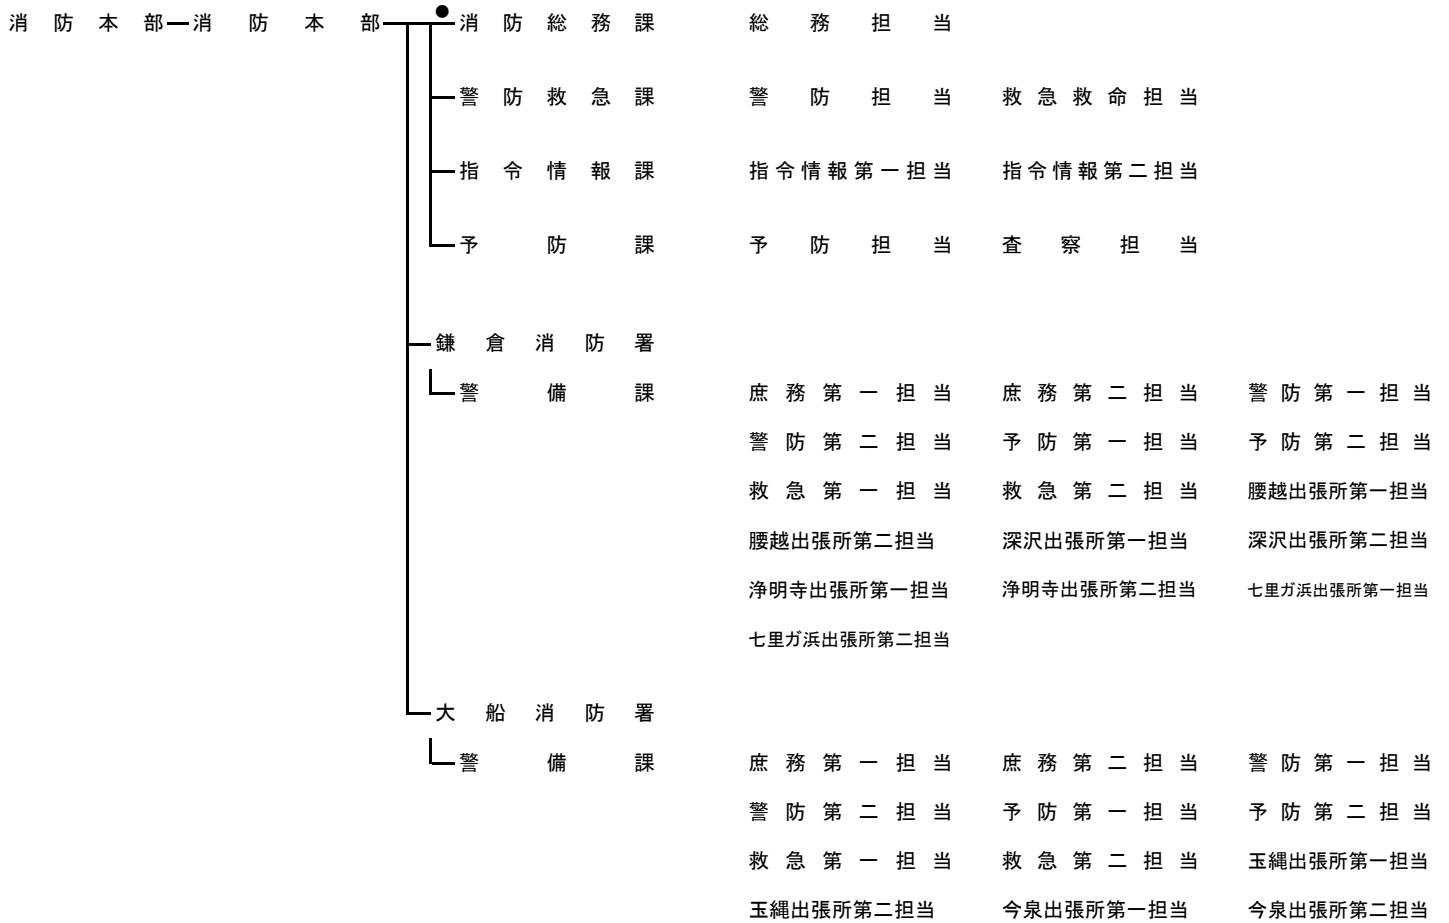 消防本部 消防本部 消防総務課 総務担当
警防救急課 警防担当 救急救命担当
指令情報課 指令情報第一担当 指令情報第二担当
予防課 予防担当 査察担当
鎌倉消防署
警備課 庶務第一担当 庶務第二担当 警防第一担当
警防第二担当 予防第一担当 予防第二担当
救急第一担当 救急第二担当 腰越出張所第一担当
腰越出張所第二担当 深沢出張所第一担当 深沢出張所第二担当
浄明寺出張所第一担当 浄明寺出張所第二担当 七里ガ浜出張所第一担当
七里ガ浜出張所第二担当
大船消防署
警備課 庶務第一担当 庶務第二担当 警防第一担当
警防第二担当 予防第一担当 予防第二担当
救急第一担当 救急第二担当 玉縄出張所第一担当
玉縄出張所第二担当 今泉出張所第一担当 今泉出張所第二担当